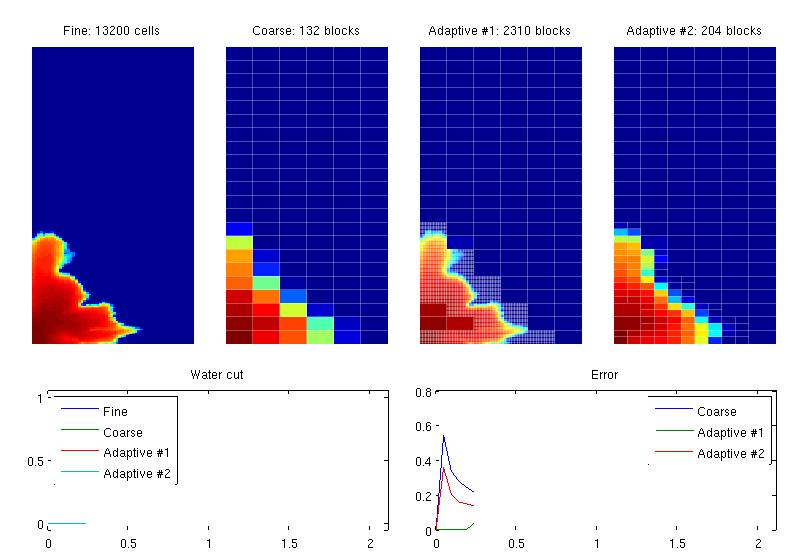 Fine: 13200 cells
Coarse: 132 blocks
Adaptive #1: 2310 blocks
Adaptive #2: 204 blocks
Water cut
1
0.5
0
0
0.5
1
1.5
2
Fine
Coarse
Adaptive #1
Adaptive #2
Error
0.8
0.6
0.4
0.2
0
0
0.5
1
1.5
2
Coarse
Adaptive #1
Adaptive #2